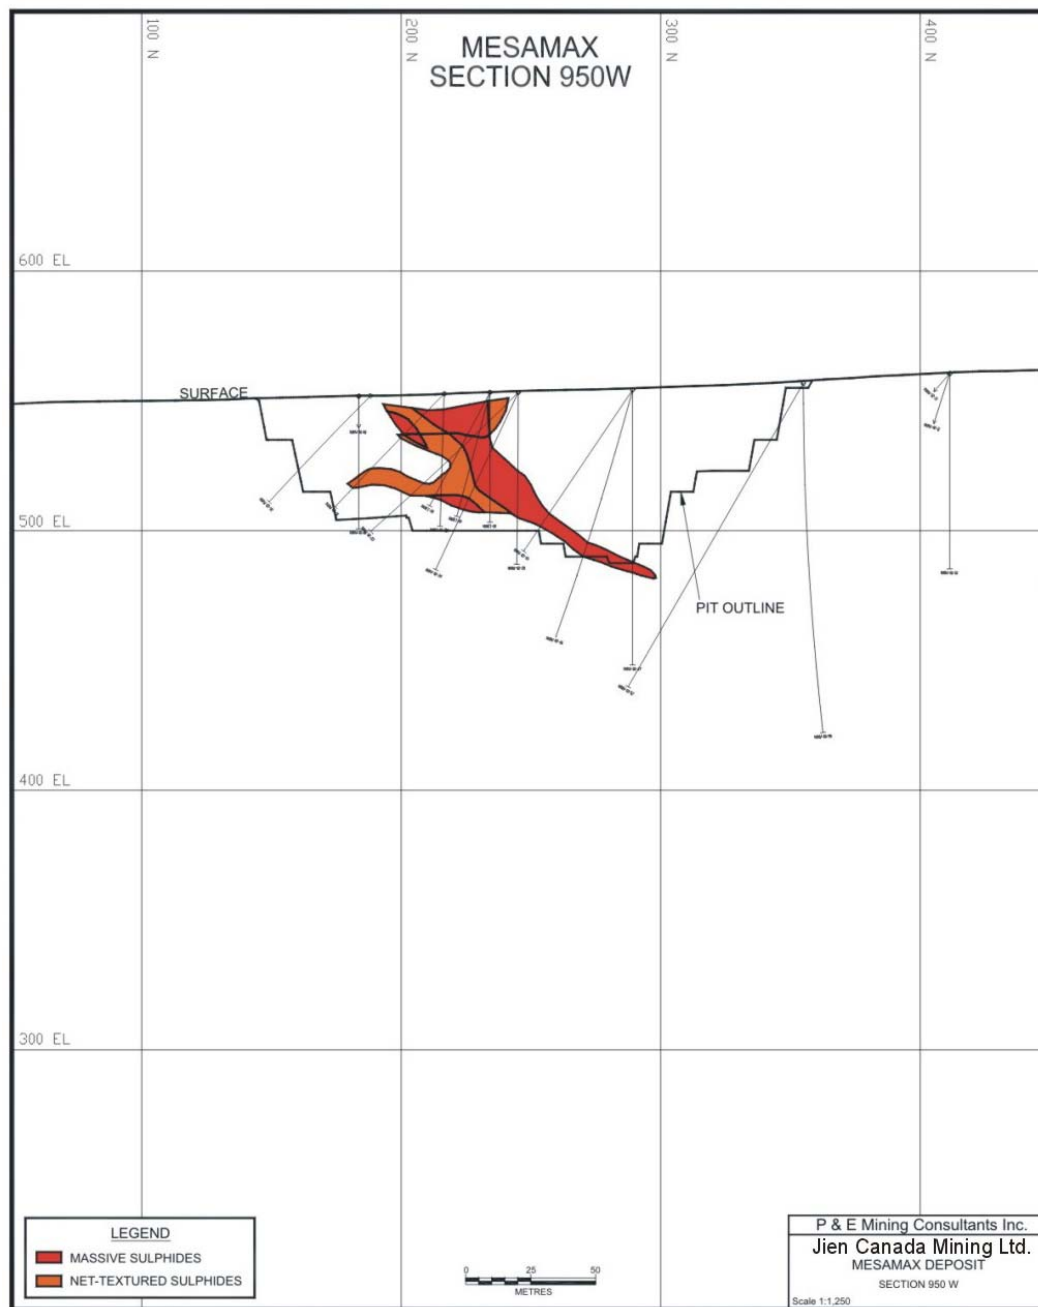 100 N
200 N
300 N
400 N
MESAMAX
SECTION 950W
600 EL
SURFACE
500 EL
PIT OUTLINE
400 EL
300 EL
LEGEND
MASSIVE SULPHIDES
NET-TEXTURED SULPHIDES
0 25 50
METRES
P & E Mining Consultants Inc.
Jien Canada Mining Ltd.
MESAMAX DEPOSIT
SECTION 950 W
Scale 1:1,250